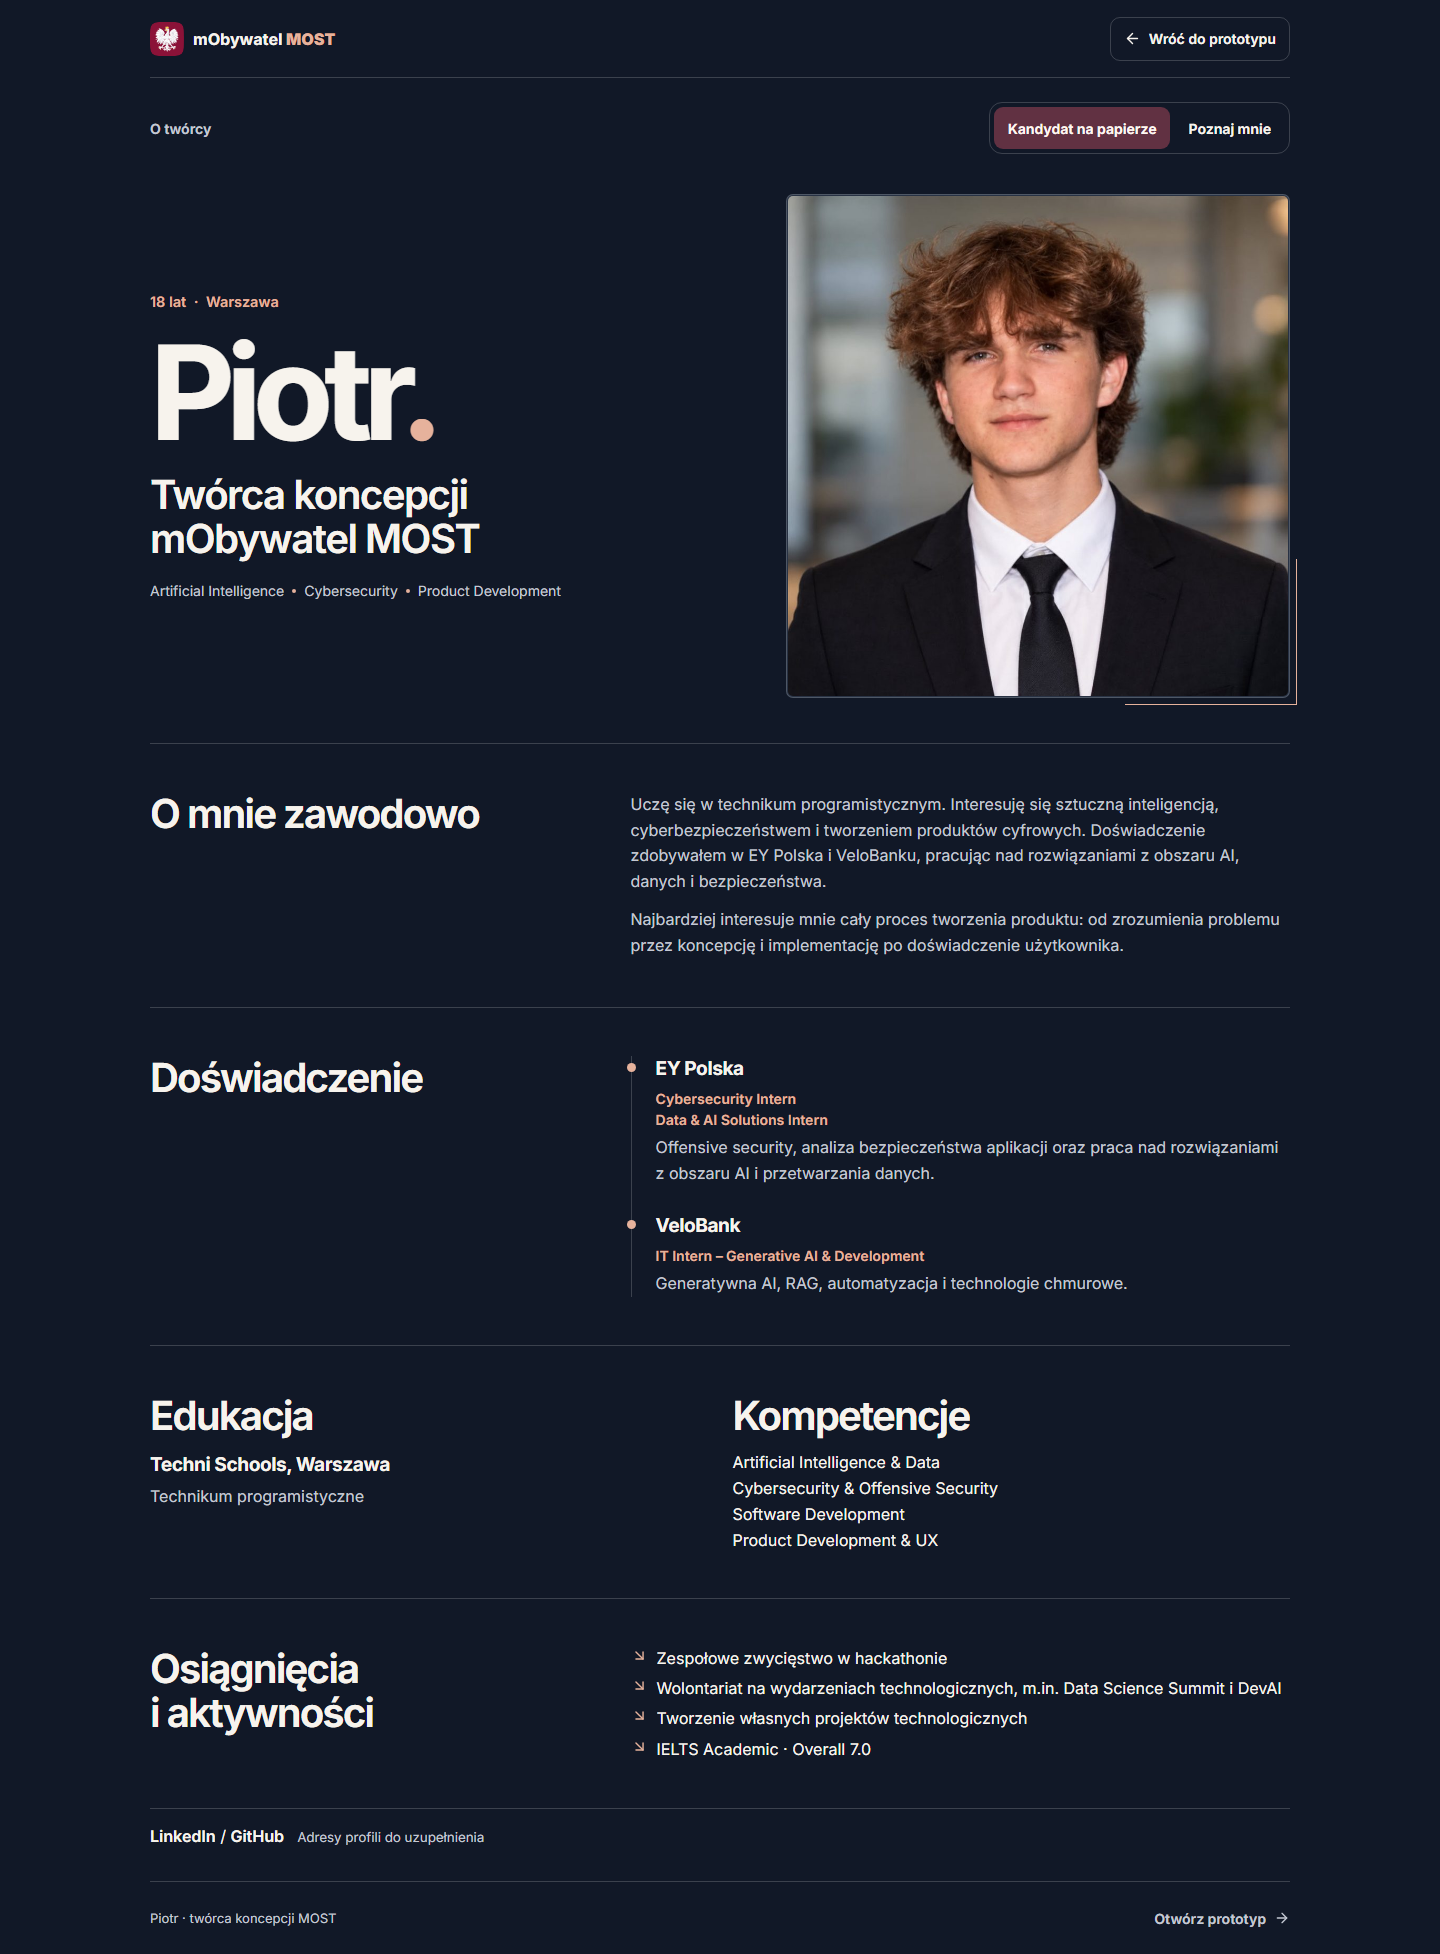 mObywatel MOST
Wróć do prototypu
O twórcy
Kandydat na papierze
Poznaj mnie
18 lat · Warszawa
Piotr.
Twórca koncepcji
mObywatel MOST
Artificial Intelligence • Cybersecurity • Product Development
O mnie zawodowo
Uczę się w technikum programistycznym. Interesuję się sztuczną inteligencją,
cyberbezpieczeństwem i tworzeniem produktów cyfrowych. Doświadczenie
zdobywałem w EY Polska i VeloBanku, pracując nad rozwiązaniami z obszaru AI,
danych i bezpieczeństwa.
Najbardziej interesuje mnie cały proces tworzenia produktu: od zrozumienia problemu
przez koncepcję i implementację po doświadczenie użytkownika.
Doświadczenie
EY Polska
Cybersecurity Intern
Data & AI Solutions Intern
Offensive security, analiza bezpieczeństwa aplikacji oraz praca nad rozwiązaniami
z obszaru AI i przetwarzania danych.
VeloBank
IT Intern – Generative AI & Development
Generatywna AI, RAG, automatyzacja i technologie chmurowe.
Edukacja
Techni Schools, Warszawa
Technikum programistyczne
Kompetencje
Artificial Intelligence & Data
Cybersecurity & Offensive Security
Software Development
Product Development & UX
Osiągnięcia
i aktywności
Zespołowe zwycięstwo w hackathonie
Wolontariat na wydarzeniach technologicznych, m.in. Data Science Summit i DevAI
Tworzenie własnych projektów technologicznych
IELTS Academic · Overall 7.0
LinkedIn / GitHub Adresy profili do uzupełnienia
Piotr · twórca koncepcji MOST
Otwórz prototyp